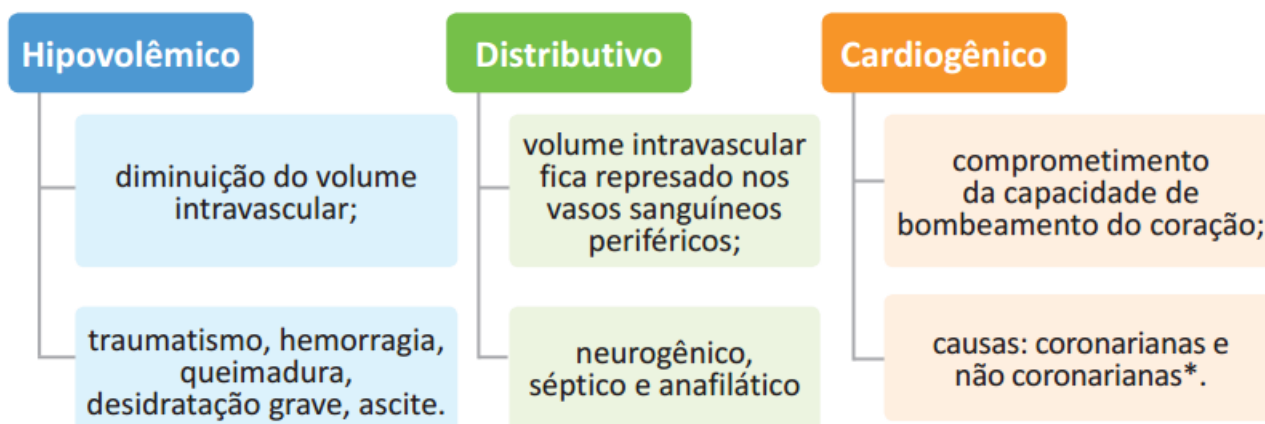 Hipovolêmico
diminuição do volume
intravascular;
traumatismo, hemorragia,
queimadura,
desidratação grave, ascite.
Distributivo
volume intravascular
fica represado nos
vasos sanguíneos
periféricos;
neurogênico,
séptico e anafilático
Cardiogênico
comprometimento
da capacidade de
bombeamento do coração;
causas: coronarianas e
não coronarianas*.